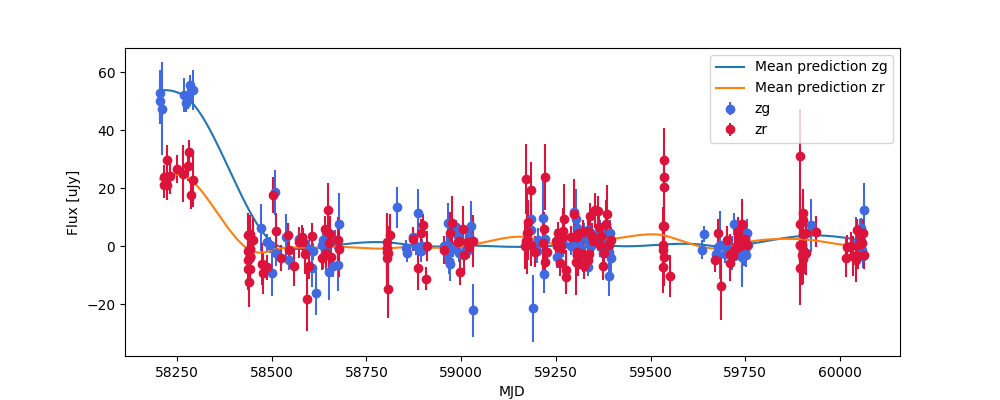 Mean prediction zg
Mean prediction zr
zg
zr
60
40
20
0
−20
Flux [uJy]
58250 58500 58750 59000 59250 59500 59750 60000
MJD